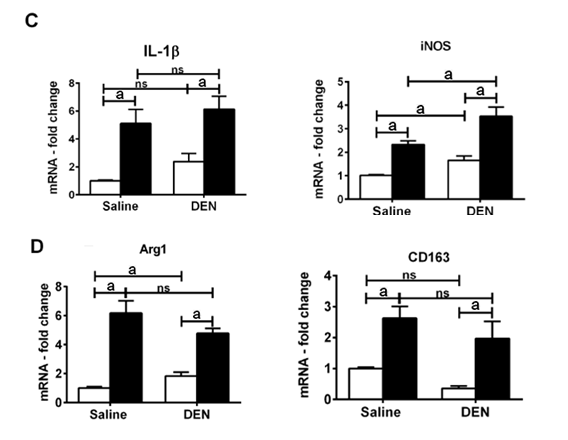 C
IL-1β
mRNA - fold change
8
6
4
2
0
ns
ns
a
a
Saline
DEN
iNOS
mRNA - fold change
5
4
3
2
1
0
a
a
a
a
Saline
DEN
D
Arg1
mRNA - fold change
8
6
4
2
0
a
a
ns
a
Saline
DEN
CD163
mRNA - fold change
4
3
2
1
0
ns
a
ns
a
Saline
DEN